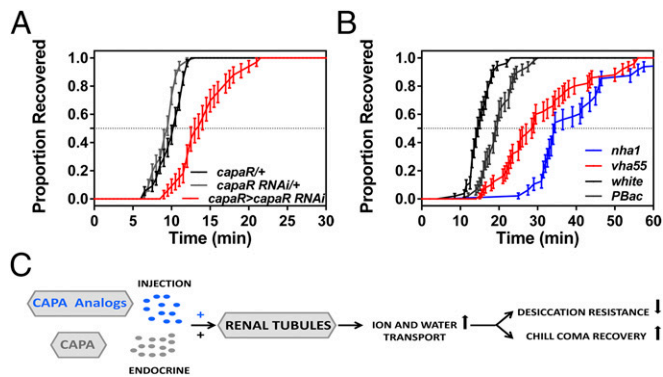 A
Proportion Recovered
1.0
0.8
0.6
0.4
0.2
0.0
capaR/+
capaR RNAi/+
capaR>capaR RNAi
0 5 10 15 20 25 30
Time (min)
B
Proportion Recovered
1.0
0.8
0.6
0.4
0.2
0.0
nha1
vha55
white
PBac
0 10 20 30 40 50 60
Time (min)
C
INJECTION
CAPA Analogs
CAPA
ENDOCRINE
+
+
RENAL TUBULES
ION AND WATER
TRANSPORT
DESICCATION RESISTANCE
CHILL COMA RECOVERY